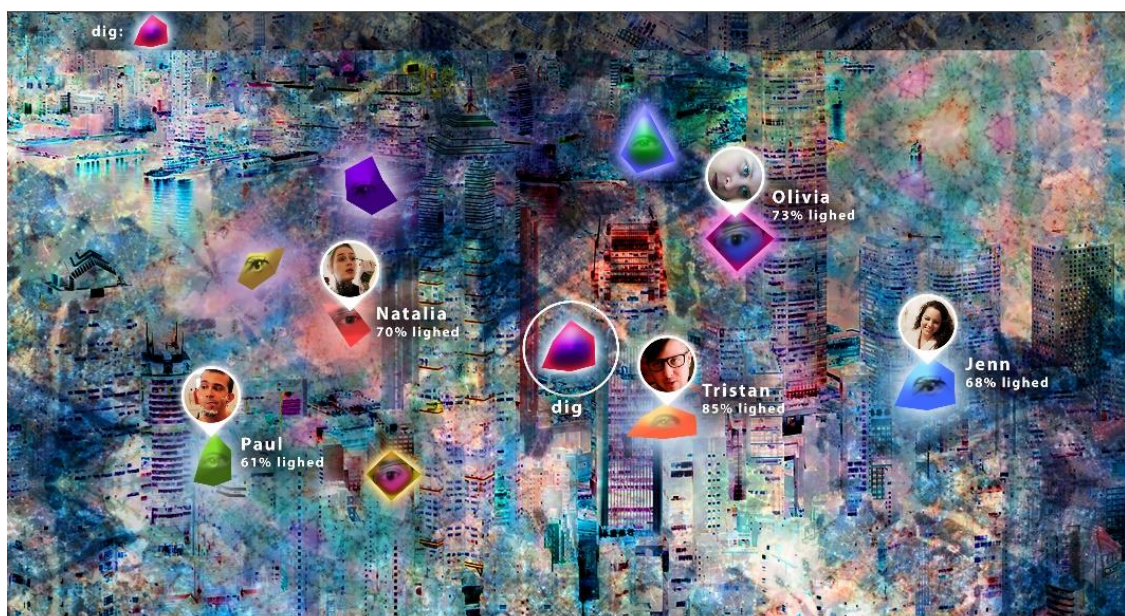 dig:
Olivia
73% lighed
Natalia
70% lighed
Jenn
68% lighed
dig
Tristan
85% lighed
Paul
61% lighed